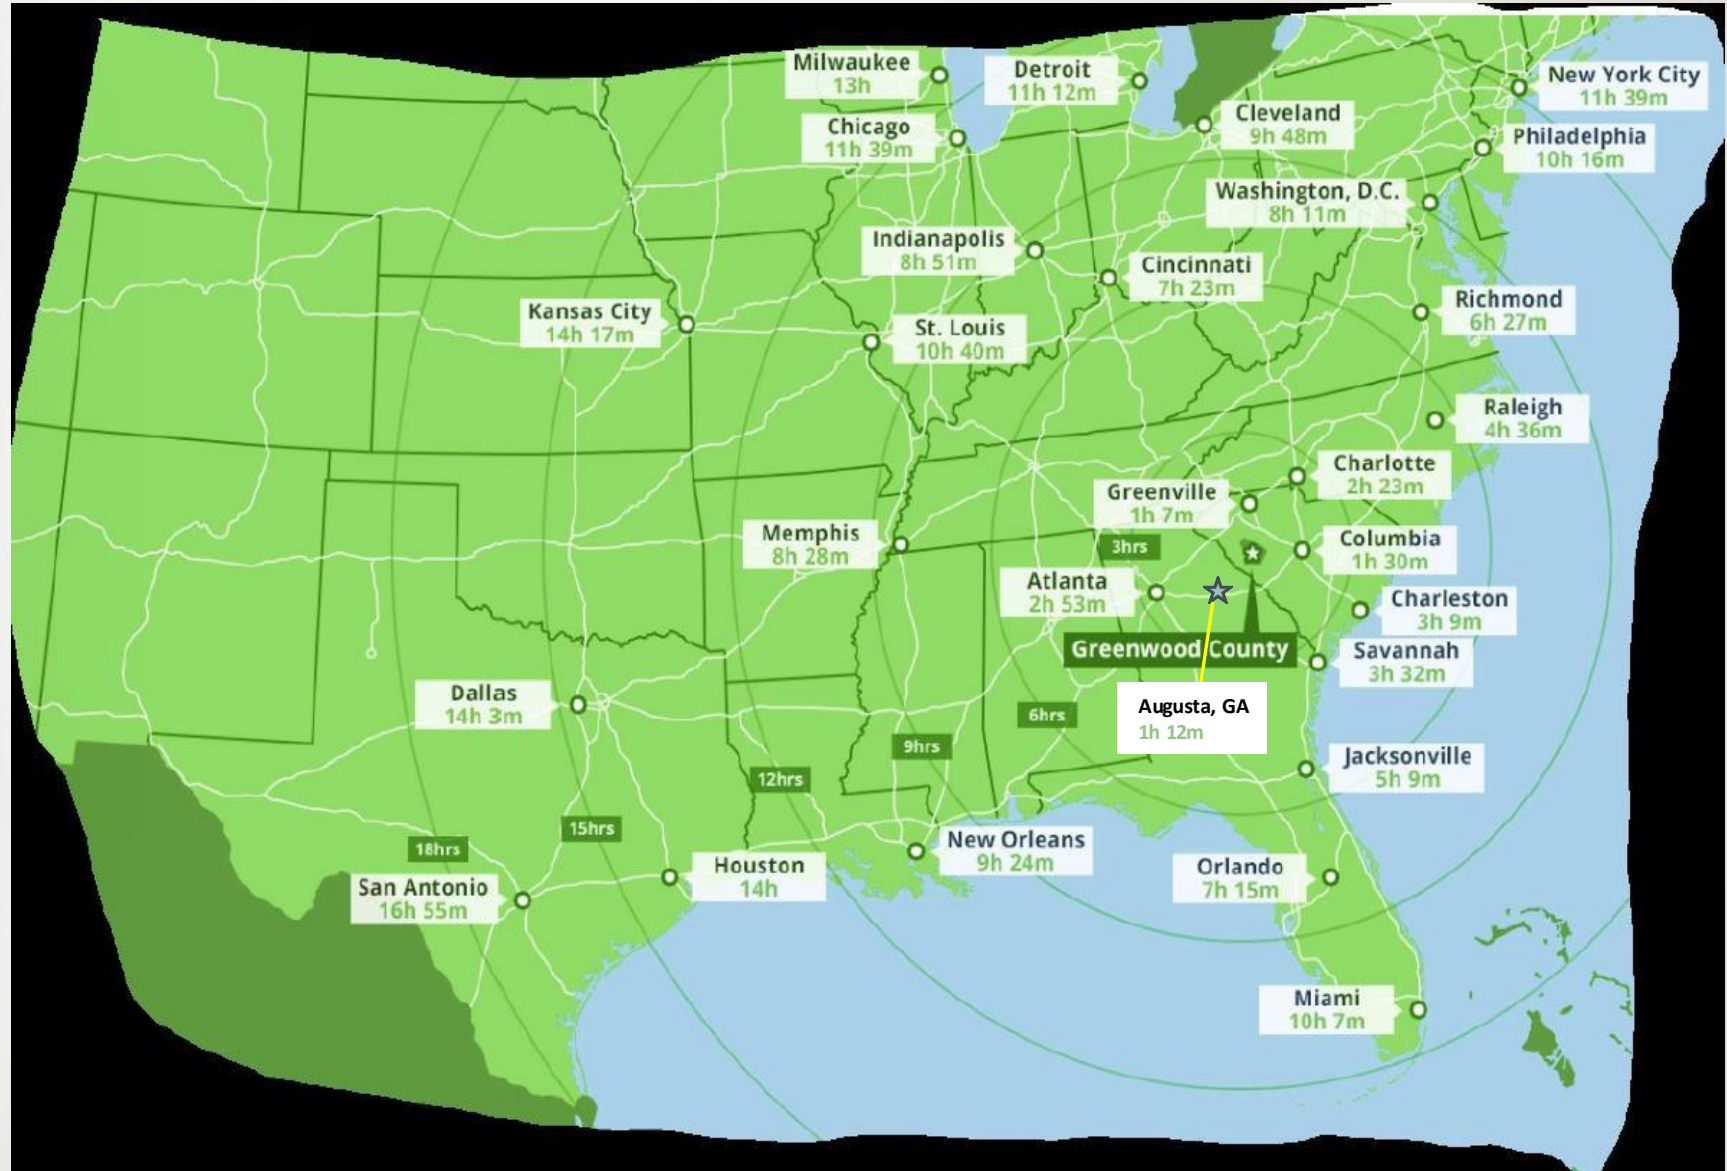 Milwaukee
13h
Detroit
11h 12m
New York City
11h 39m
Chicago
11h 39m
Cleveland
9h 48m
Philadelphia
10h 16m
Washington, D.C.
8h 11m
Indianapolis
8h 51m
Cincinnati
7h 23m
Kansas City
14h 17m
St. Louis
10h 40m
Richmond
6h 27m
Raleigh
4h 36m
Charlotte
2h 23m
Greenville
1h 7m
Memphis
8h 28m
3hrs
Columbia
1h 30m
Atlanta
2h 53m
Charleston
3h 9m
Greenwood County
Savannah
3h 32m
Dallas
14h 3m
Augusta, GA
1h 12m
6hrs
9hrs
12hrs
Jacksonville
5h 9m
15hrs
18hrs
New Orleans
9h 24m
Houston
14h
Orlando
7h 15m
San Antonio
16h 55m
Miami
10h 7m